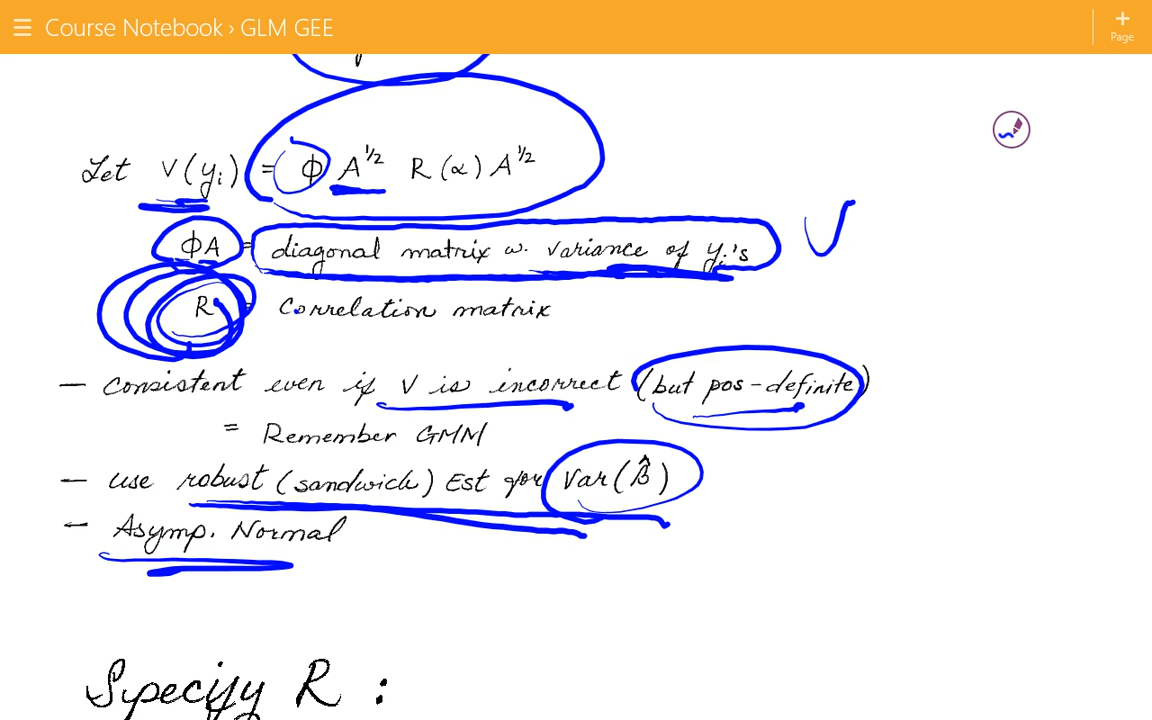 Course Notebook › GLM GEE
Page
Let V(yi) = ϕ A^1/2 R(α) A^1/2
ϕA = diagonal matrix w. variance of yi's
R = Correlation matrix
— Consistent even if V is incorrect (but pos-definite)
= Remember GMM
— use robust (sandwich) Est for Var(β̂)
— Asymp. Normal
Specify R :